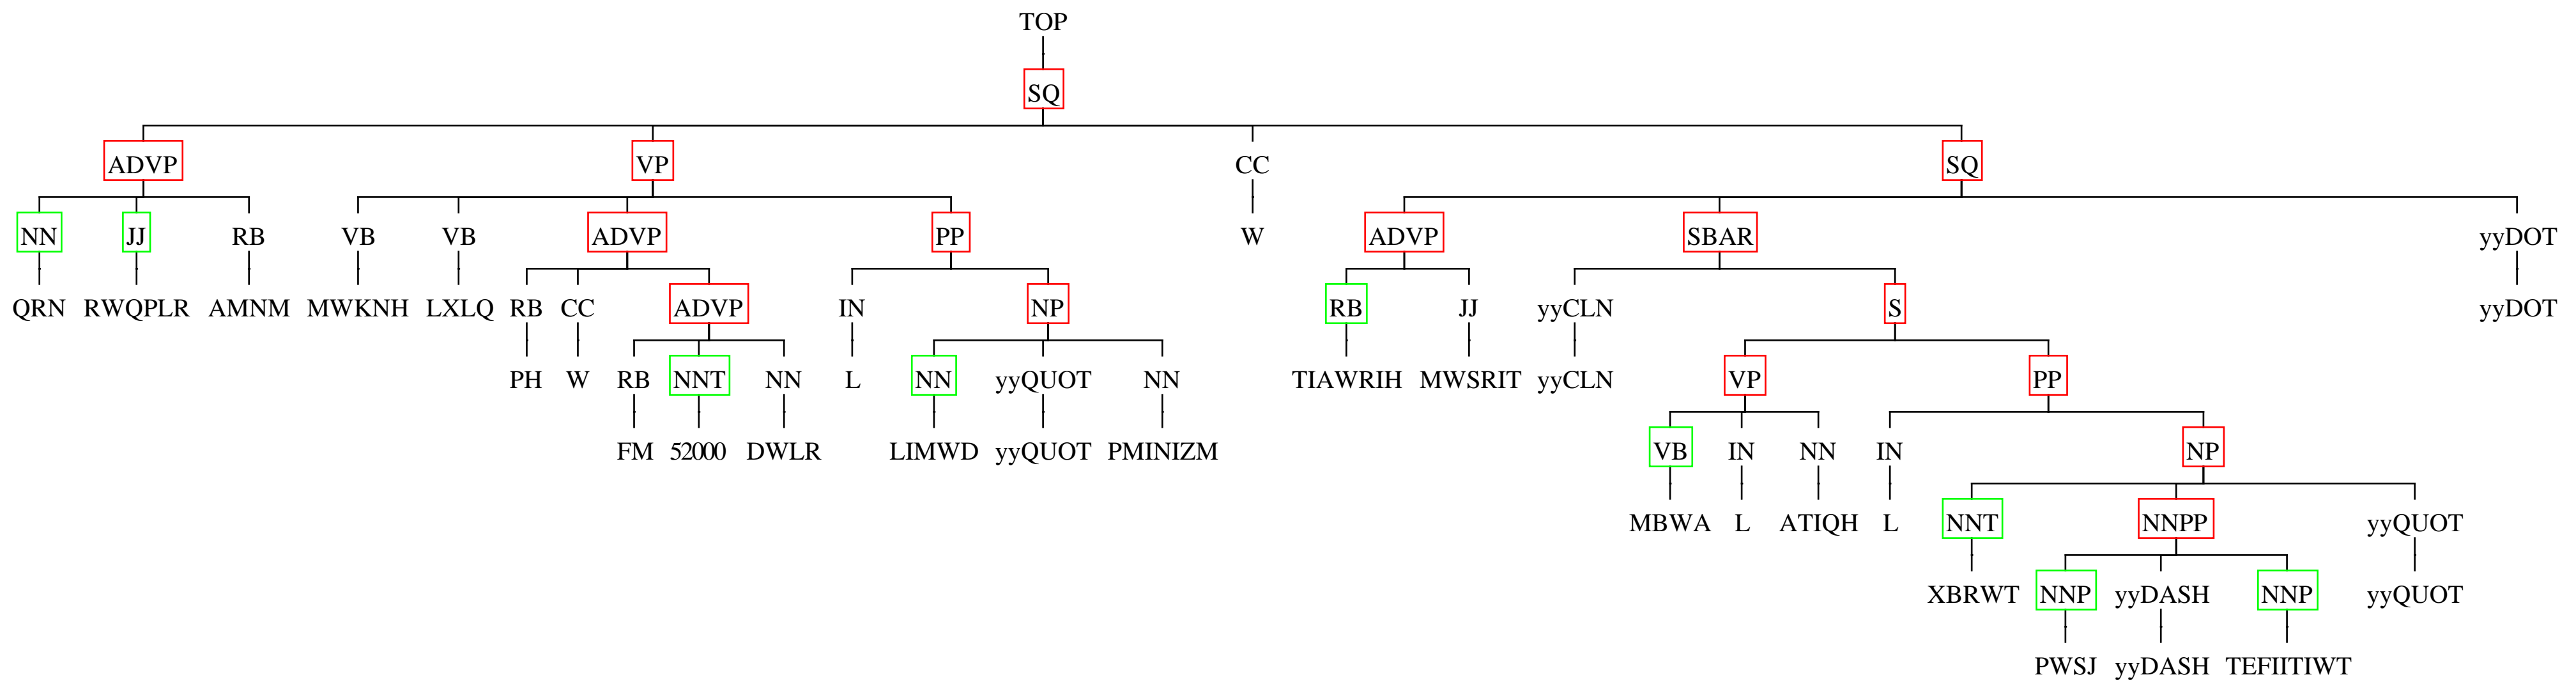 TOP
SQ
ADVP VP CC SQ
NN JJ RB VB VB ADVP PP W ADVP SBAR yyDOT
QRN RWQPLR AMNM MWKNH LXLQ RB CC ADVP IN NP RB JJ yyCLN S yyDOT
PH W RB NNT NN L NN yyQUOT NN TIAWRIH MWSRIT yyCLN VP PP
FM 52000 DWLR LIMWD yyQUOT PMINIZM VB IN NN IN NP
MBWA L ATIQH L NNT NNPP yyQUOT
XBRWT NNP yyDASH NNP yyQUOT
PWSJ yyDASH TEFIITIWT